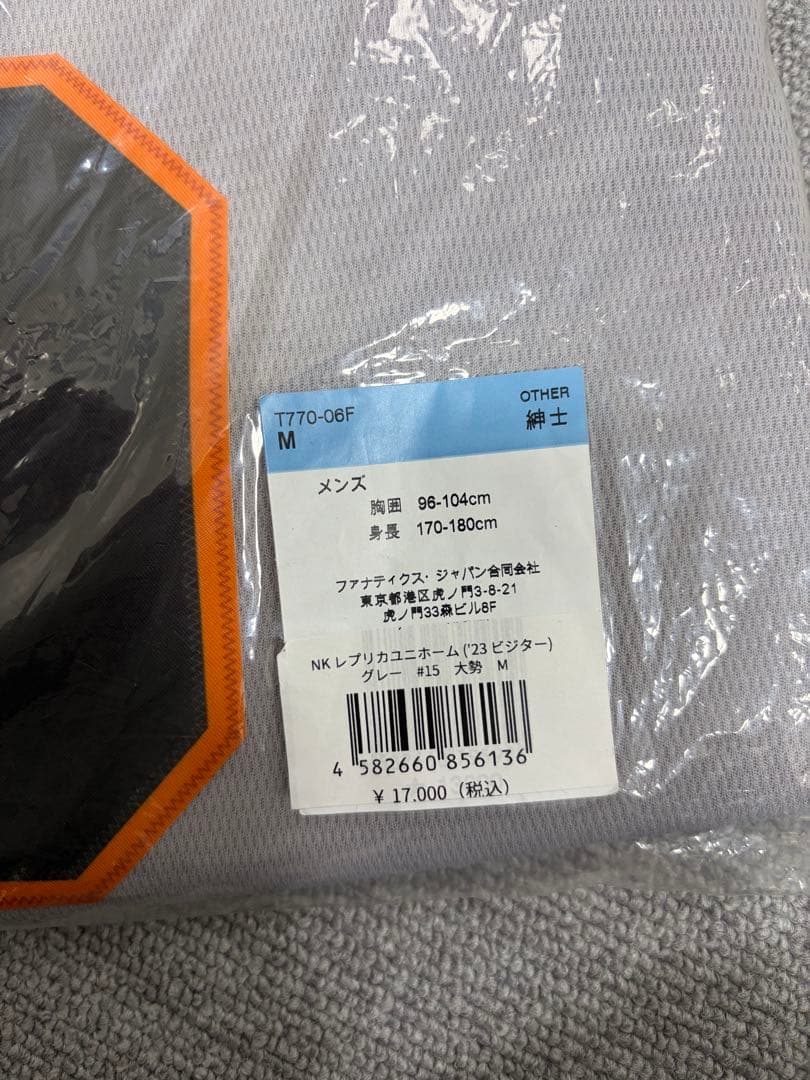 T770-06F OTHER
M 紳士
メンズ
胸囲 96-104cm
身長 170-180cm
ファナティクス・ジャパン合同会社
東京都港区虎ノ門3-8-21
虎ノ門33森ビル8F
NK レプリカユニホーム ('23 ビジター)
グレー #15 大勢 M
4 582660 856136
¥ 17.000 (税込)